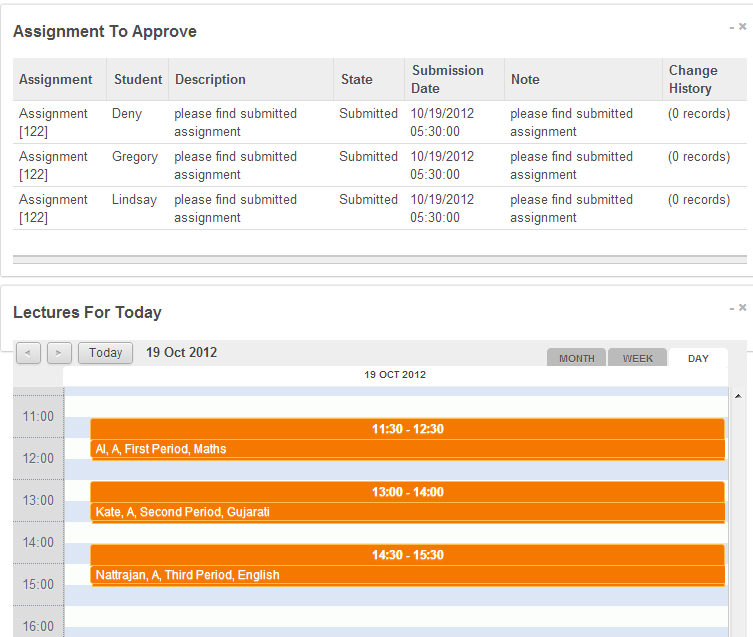 Assignment To Approve
Assignment Student Description State Submission Date Note Change History
Assignment [122] Deny please find submitted assignment Submitted 10/19/2012 05:30:00 please find submitted assignment (0 records)
Assignment [122] Gregory please find submitted assignment Submitted 10/19/2012 05:30:00 please find submitted assignment (0 records)
Assignment [122] Lindsay please find submitted assignment Submitted 10/19/2012 05:30:00 please find submitted assignment (0 records)
Lectures For Today
Today 19 Oct 2012 MONTH WEEK DAY
19 OCT 2012
11:00
11:30 - 12:30
Al, A, First Period, Maths
12:00
13:00 - 14:00
13:00
Kate, A, Second Period, Gujarati
14:00
14:30 - 15:30
Nattrajan, A, Third Period, English
15:00
16:00